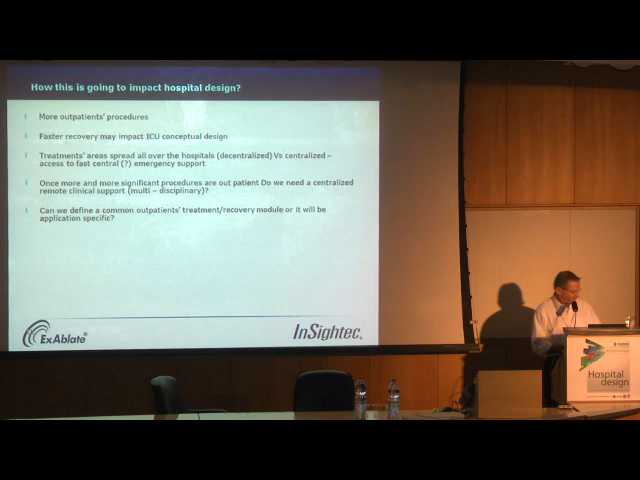 How this is going to impact hospital design?
More outpatients' procedures
Faster recovery may impact ICU conceptual design
Treatments' areas spread all over the hospitals (decentralized) Vs centralized –
access to fast central (?) emergency support
Once more and more significant procedures are out patient Do we need a centralized
remote clinical support (multi – disciplinary)?
Can we define a common outpatients' treatment/recovery module or it will be
application specific?
ExAblate®
InSightec®
Hospital
design